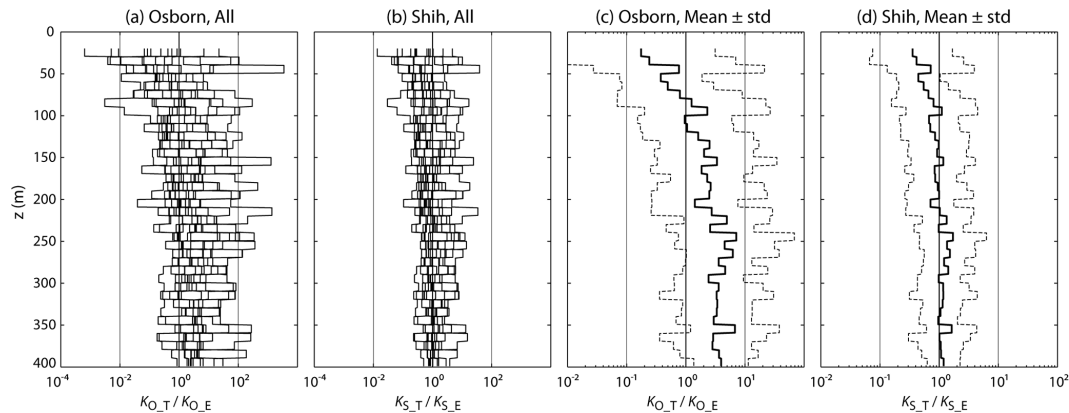 (a) Osborn, All
(b) Shih, All
(c) Osborn, Mean ± std
(d) Shih, Mean ± std
z (m)
0
50
100
150
200
250
300
350
400
10^-4 10^-2 10^0 10^2
10^-4 10^-2 10^0 10^2
10^-2 10^-1 10^0 10^1
10^-2 10^-1 10^0 10^1 10^2
K_O_T / K_O_E
K_S_T / K_S_E
K_O_T / K_O_E
K_S_T / K_S_E